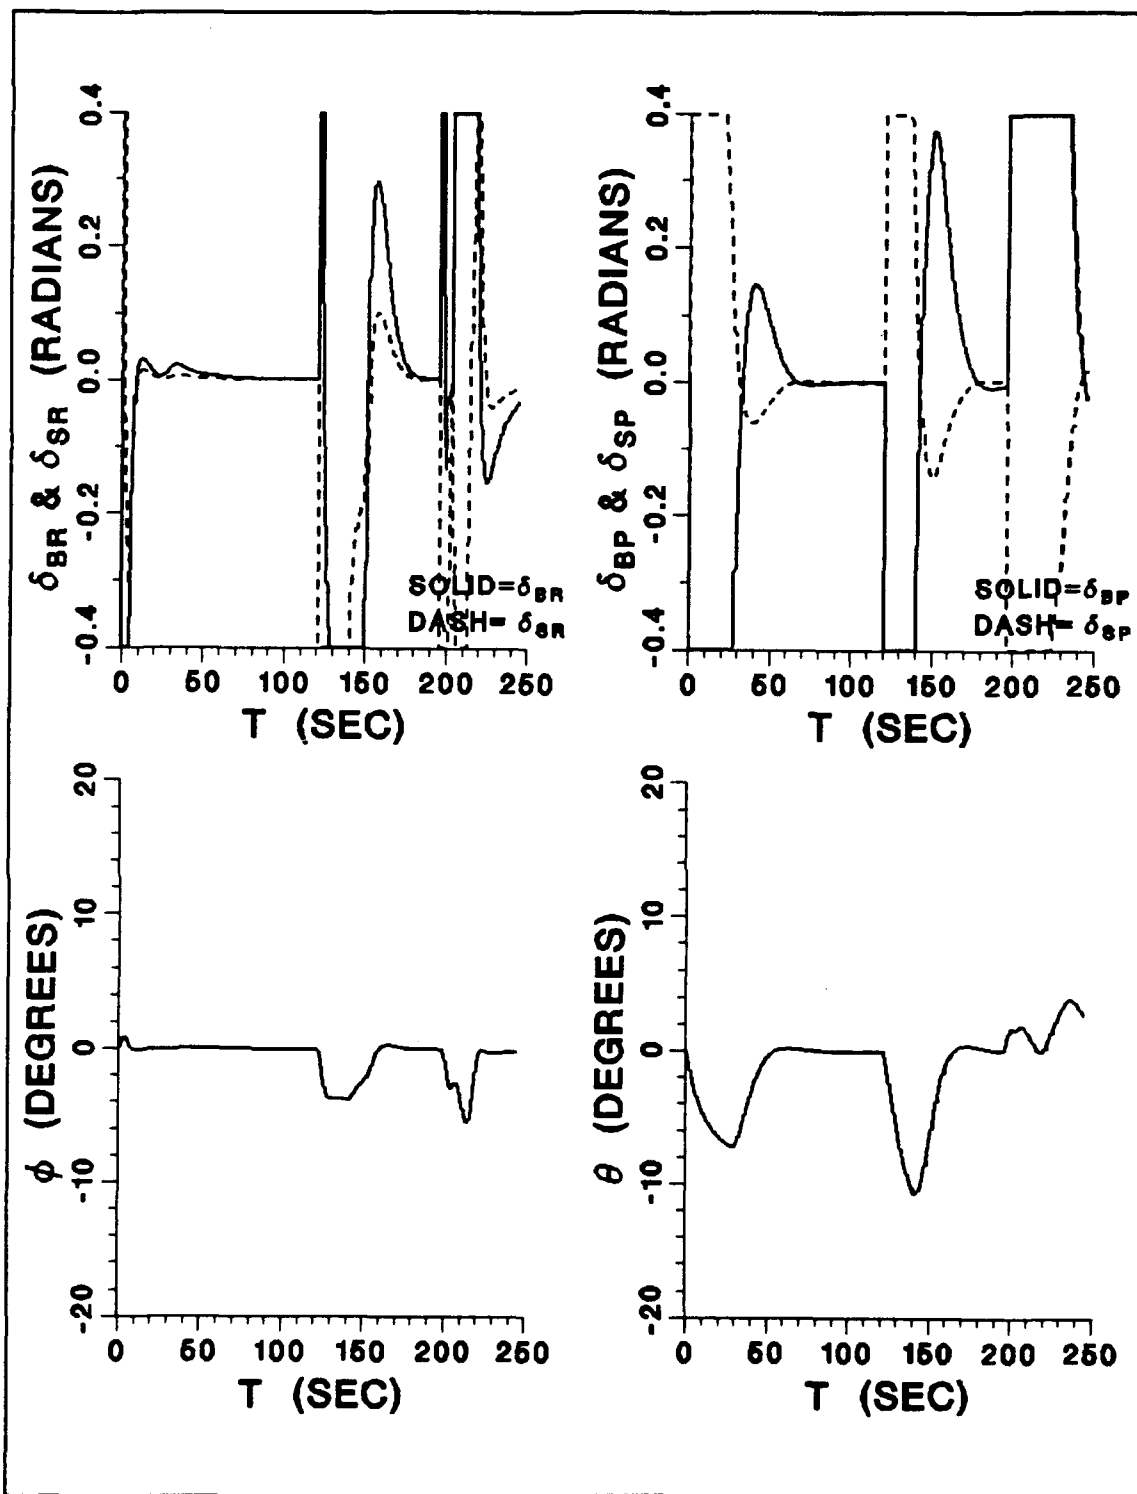 δBR & δSR (RADIANS)
0.4
0.2
0.0
-0.2
-0.4
SOLID=δBR
DASH= δSR
0 50 100 150 200 250
T (SEC)
δBP & δSP (RADIANS)
0.4
0.2
0.0
-0.2
-0.4
SOLID=δBP
DASH= δSP
0 50 100 150 200 250
T (SEC)
ϕ (DEGREES)
20
10
0
-10
-20
0 50 100 150 200 250
T (SEC)
θ (DEGREES)
20
10
0
-10
-20
0 50 100 150 200 250
T (SEC)